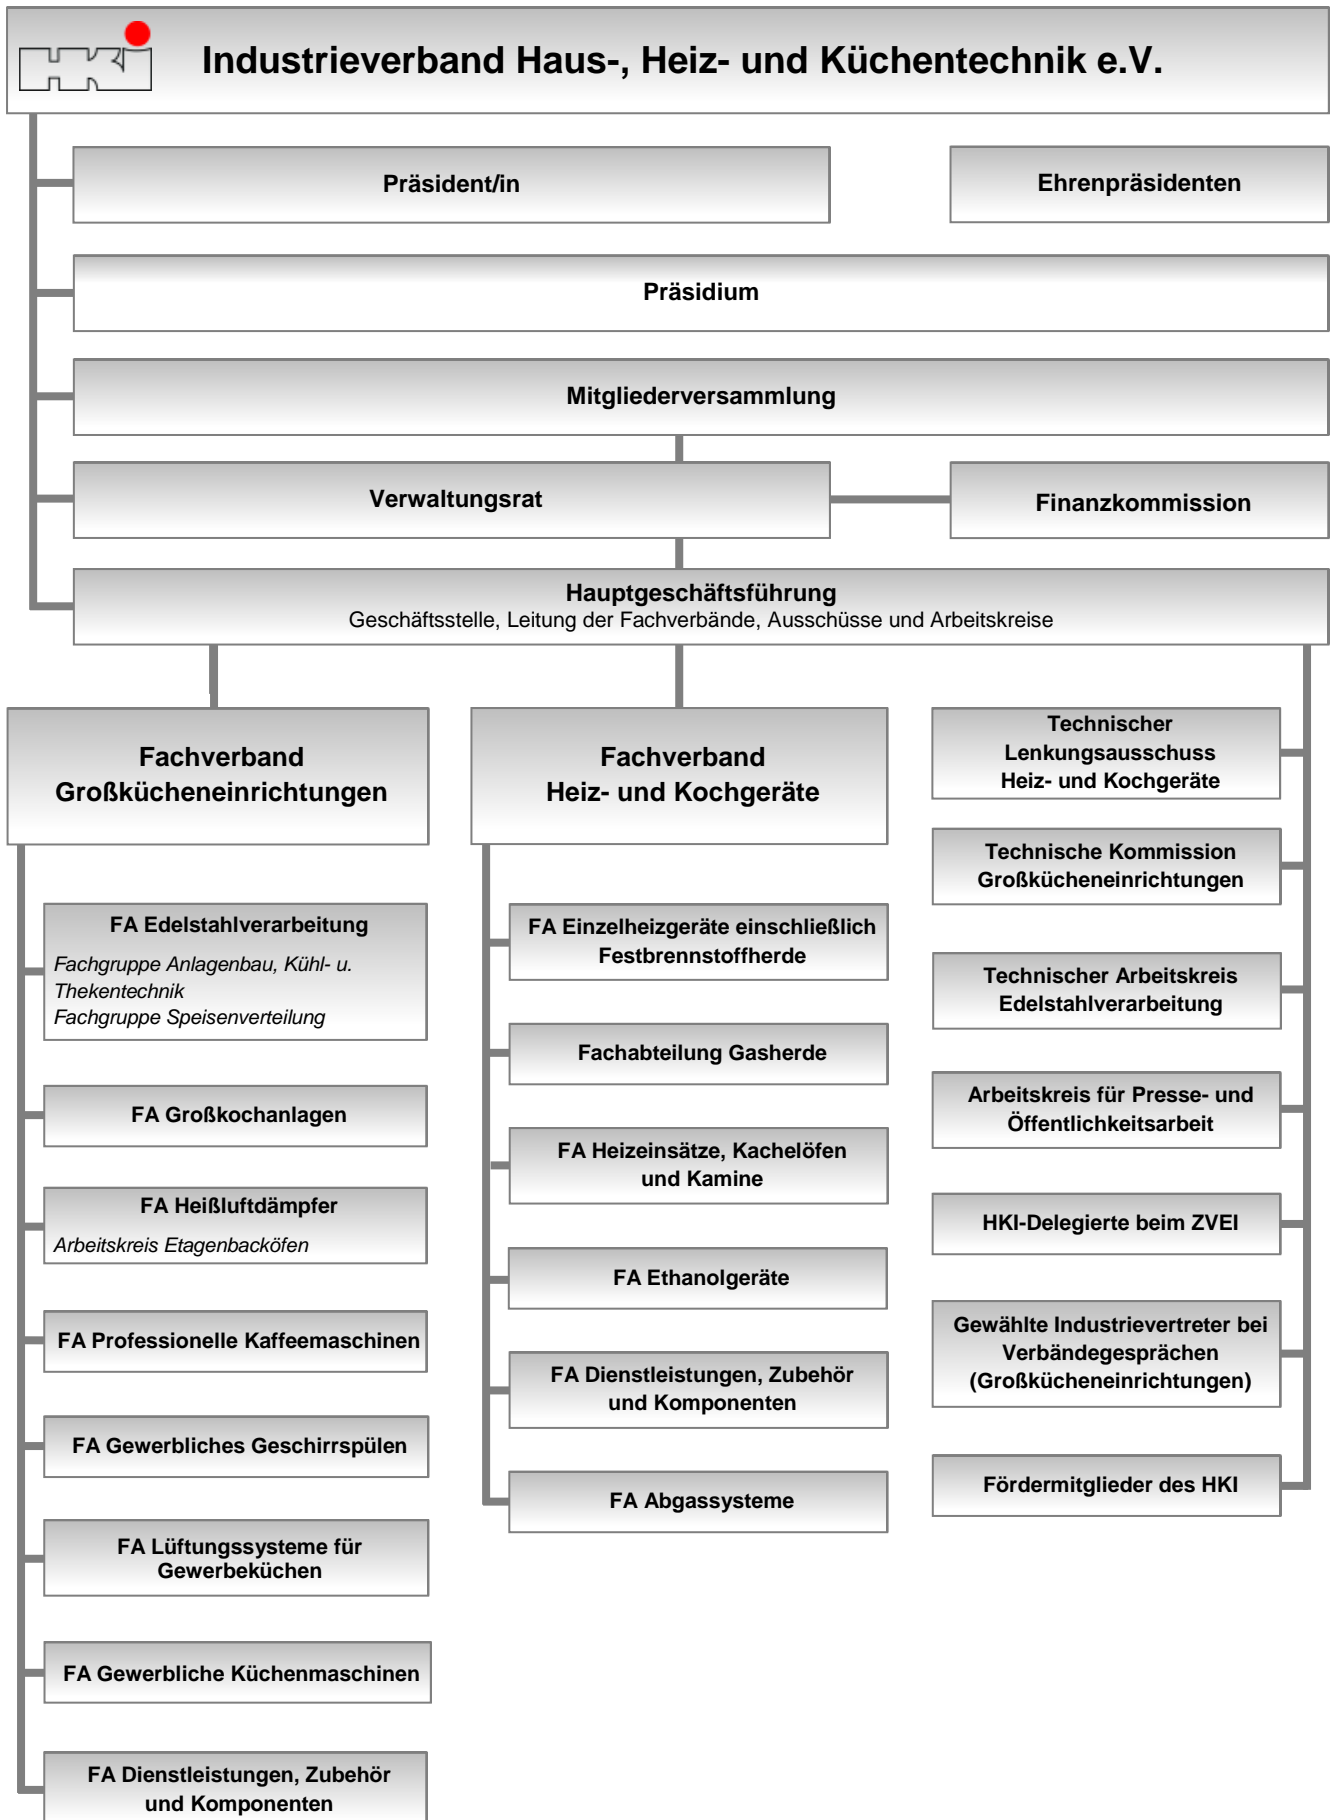 HKI
Industrieverband Haus-, Heiz- und Küchentechnik e.V.
Präsident/in
Ehrenpräsidenten
Präsidium
Mitgliederversammlung
Verwaltungsrat
Finanzkommission
Hauptgeschäftsführung
Geschäftsstelle, Leitung der Fachverbände, Ausschüsse und Arbeitskreise
Fachverband
Großkücheneinrichtungen
FA Edelstahlverarbeitung
Fachgruppe Anlagenbau, Kühl- u.
Thekentechnik
Fachgruppe Speisenverteilung
FA Großkochanlagen
FA Heißluftdämpfer
Arbeitskreis Etagenbacköfen
FA Professionelle Kaffeemaschinen
FA Gewerbliches Geschirrspülen
FA Lüftungssysteme für
Gewerbeküchen
FA Gewerbliche Küchenmaschinen
FA Dienstleistungen, Zubehör
und Komponenten
Fachverband
Heiz- und Kochgeräte
FA Einzelheizgeräte einschließlich
Festbrennstoffherde
Fachabteilung Gasherde
FA Heizeinsätze, Kachelöfen
und Kamine
FA Ethanolgeräte
FA Dienstleistungen, Zubehör
und Komponenten
FA Abgassysteme
Technischer
Lenkungsausschuss
Heiz- und Kochgeräte
Technische Kommission
Großkücheneinrichtungen
Technischer Arbeitskreis
Edelstahlverarbeitung
Arbeitskreis für Presse- und
Öffentlichkeitsarbeit
HKI-Delegierte beim ZVEI
Gewählte Industrievertreter bei
Verbändegesprächen
(Großkücheneinrichtungen)
Fördermitglieder des HKI